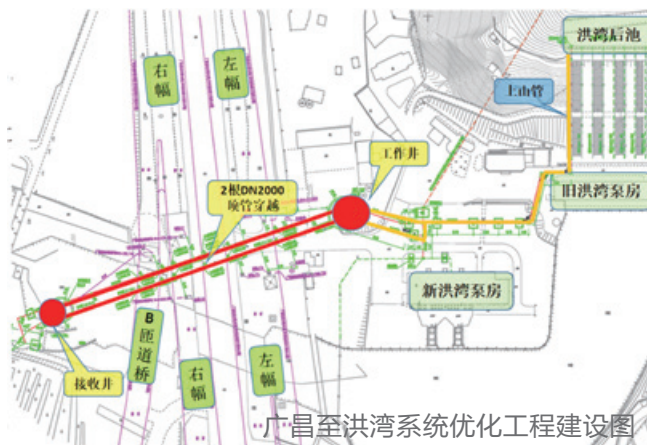 洪湾后池
右幅
左幅
上山管
工作井
2根DN2000
顶管穿越
旧洪湾泵房
新洪湾泵房
B匝道桥
右幅
左幅
接收井
广昌至洪湾系统优化工程建设图